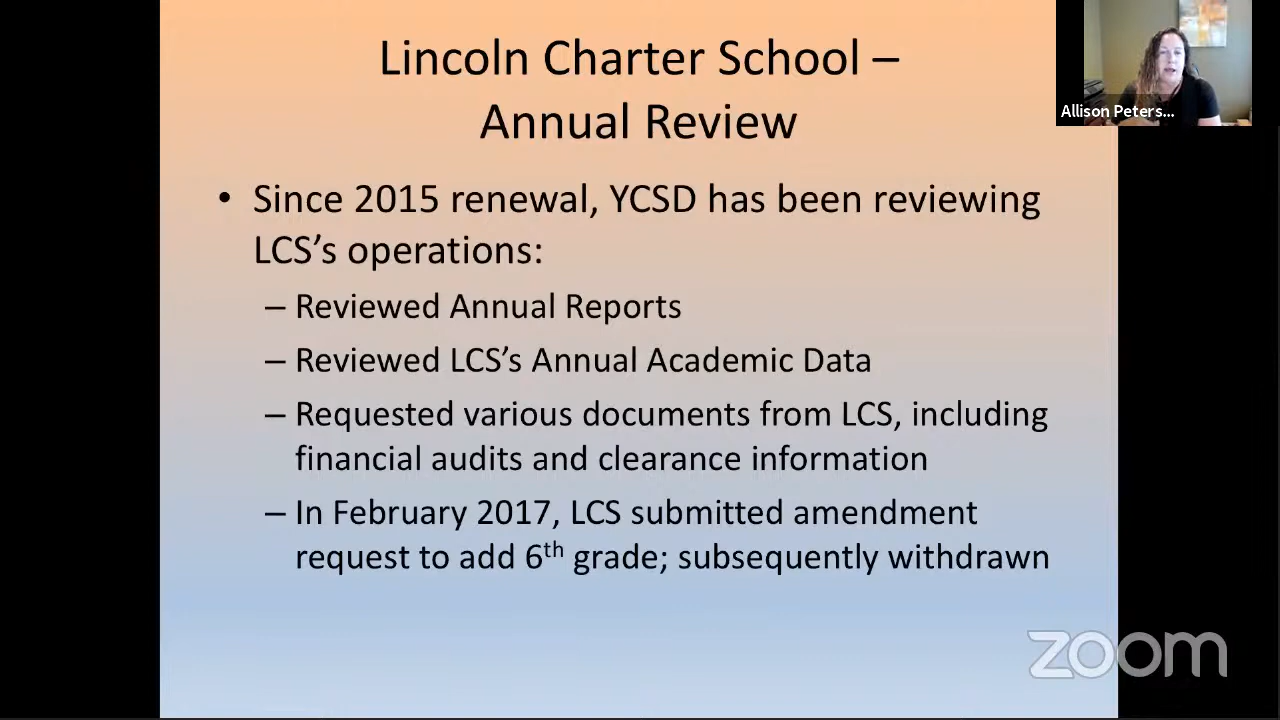 Lincoln Charter School –
Annual Review
Allison Peters...
• Since 2015 renewal, YCSD has been reviewing
LCS’s operations:
– Reviewed Annual Reports
– Reviewed LCS’s Annual Academic Data
– Requested various documents from LCS, including
financial audits and clearance information
– In February 2017, LCS submitted amendment
request to add 6th grade; subsequently withdrawn
zoom